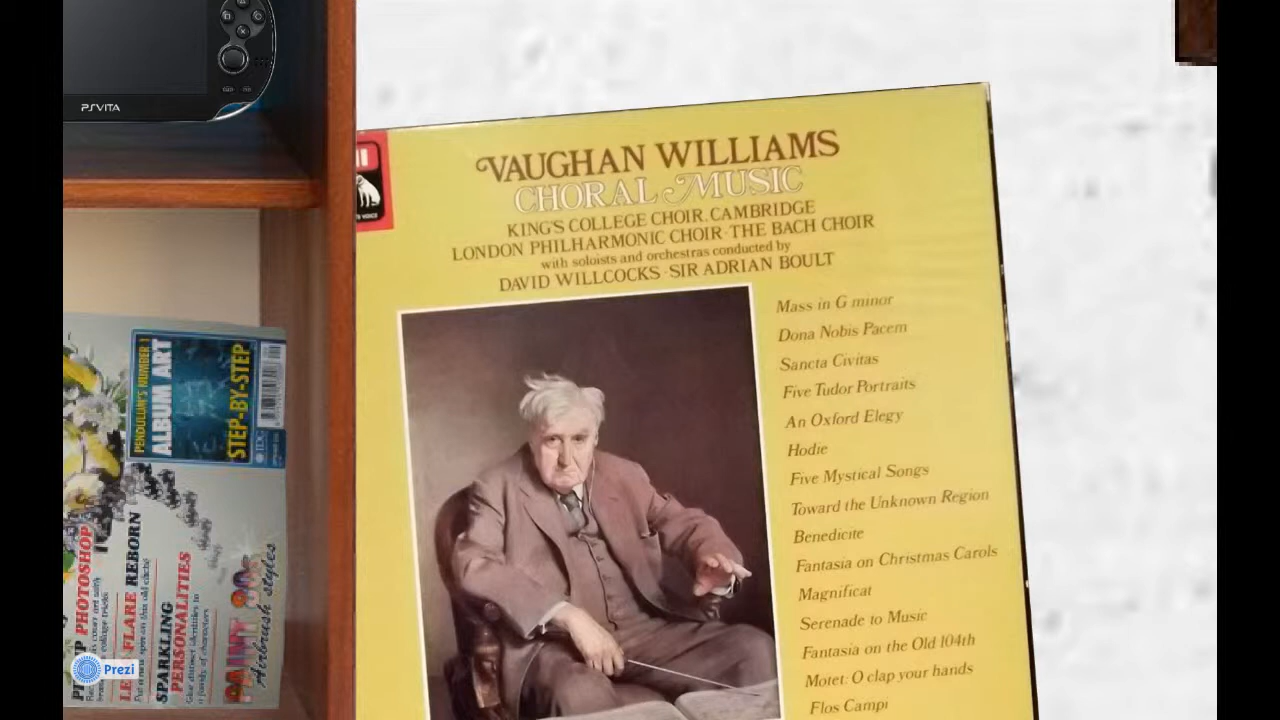 PSVITA
VAUGHAN WILLIAMS
CHORAL MUSIC
KING'S COLLEGE CHOIR, CAMBRIDGE
LONDON PHILHARMONIC CHOIR·THE BACH CHOIR
with soloists and orchestras conducted by
DAVID WILLCOCKS·SIR ADRIAN BOULT
Mass in G minor
Dona Nobis Pacem
Sancta Civitas
Five Tudor Portraits
An Oxford Elegy
Hodie
Five Mystical Songs
Toward the Unknown Region
Benedicite
Fantasia on Christmas Carols
Magnificat
Serenade to Music
Fantasia on the Old 104th
Motet: O clap your hands
Flos Campi
PENDULUM'S NUMBER 1
ALBUM ART
STEP-BY-STEP
PHOTOSHOP
FLARE REBORN
SPARKLING
PERSONALITIES
PAINT 80s
Airbrush styles
Prezi